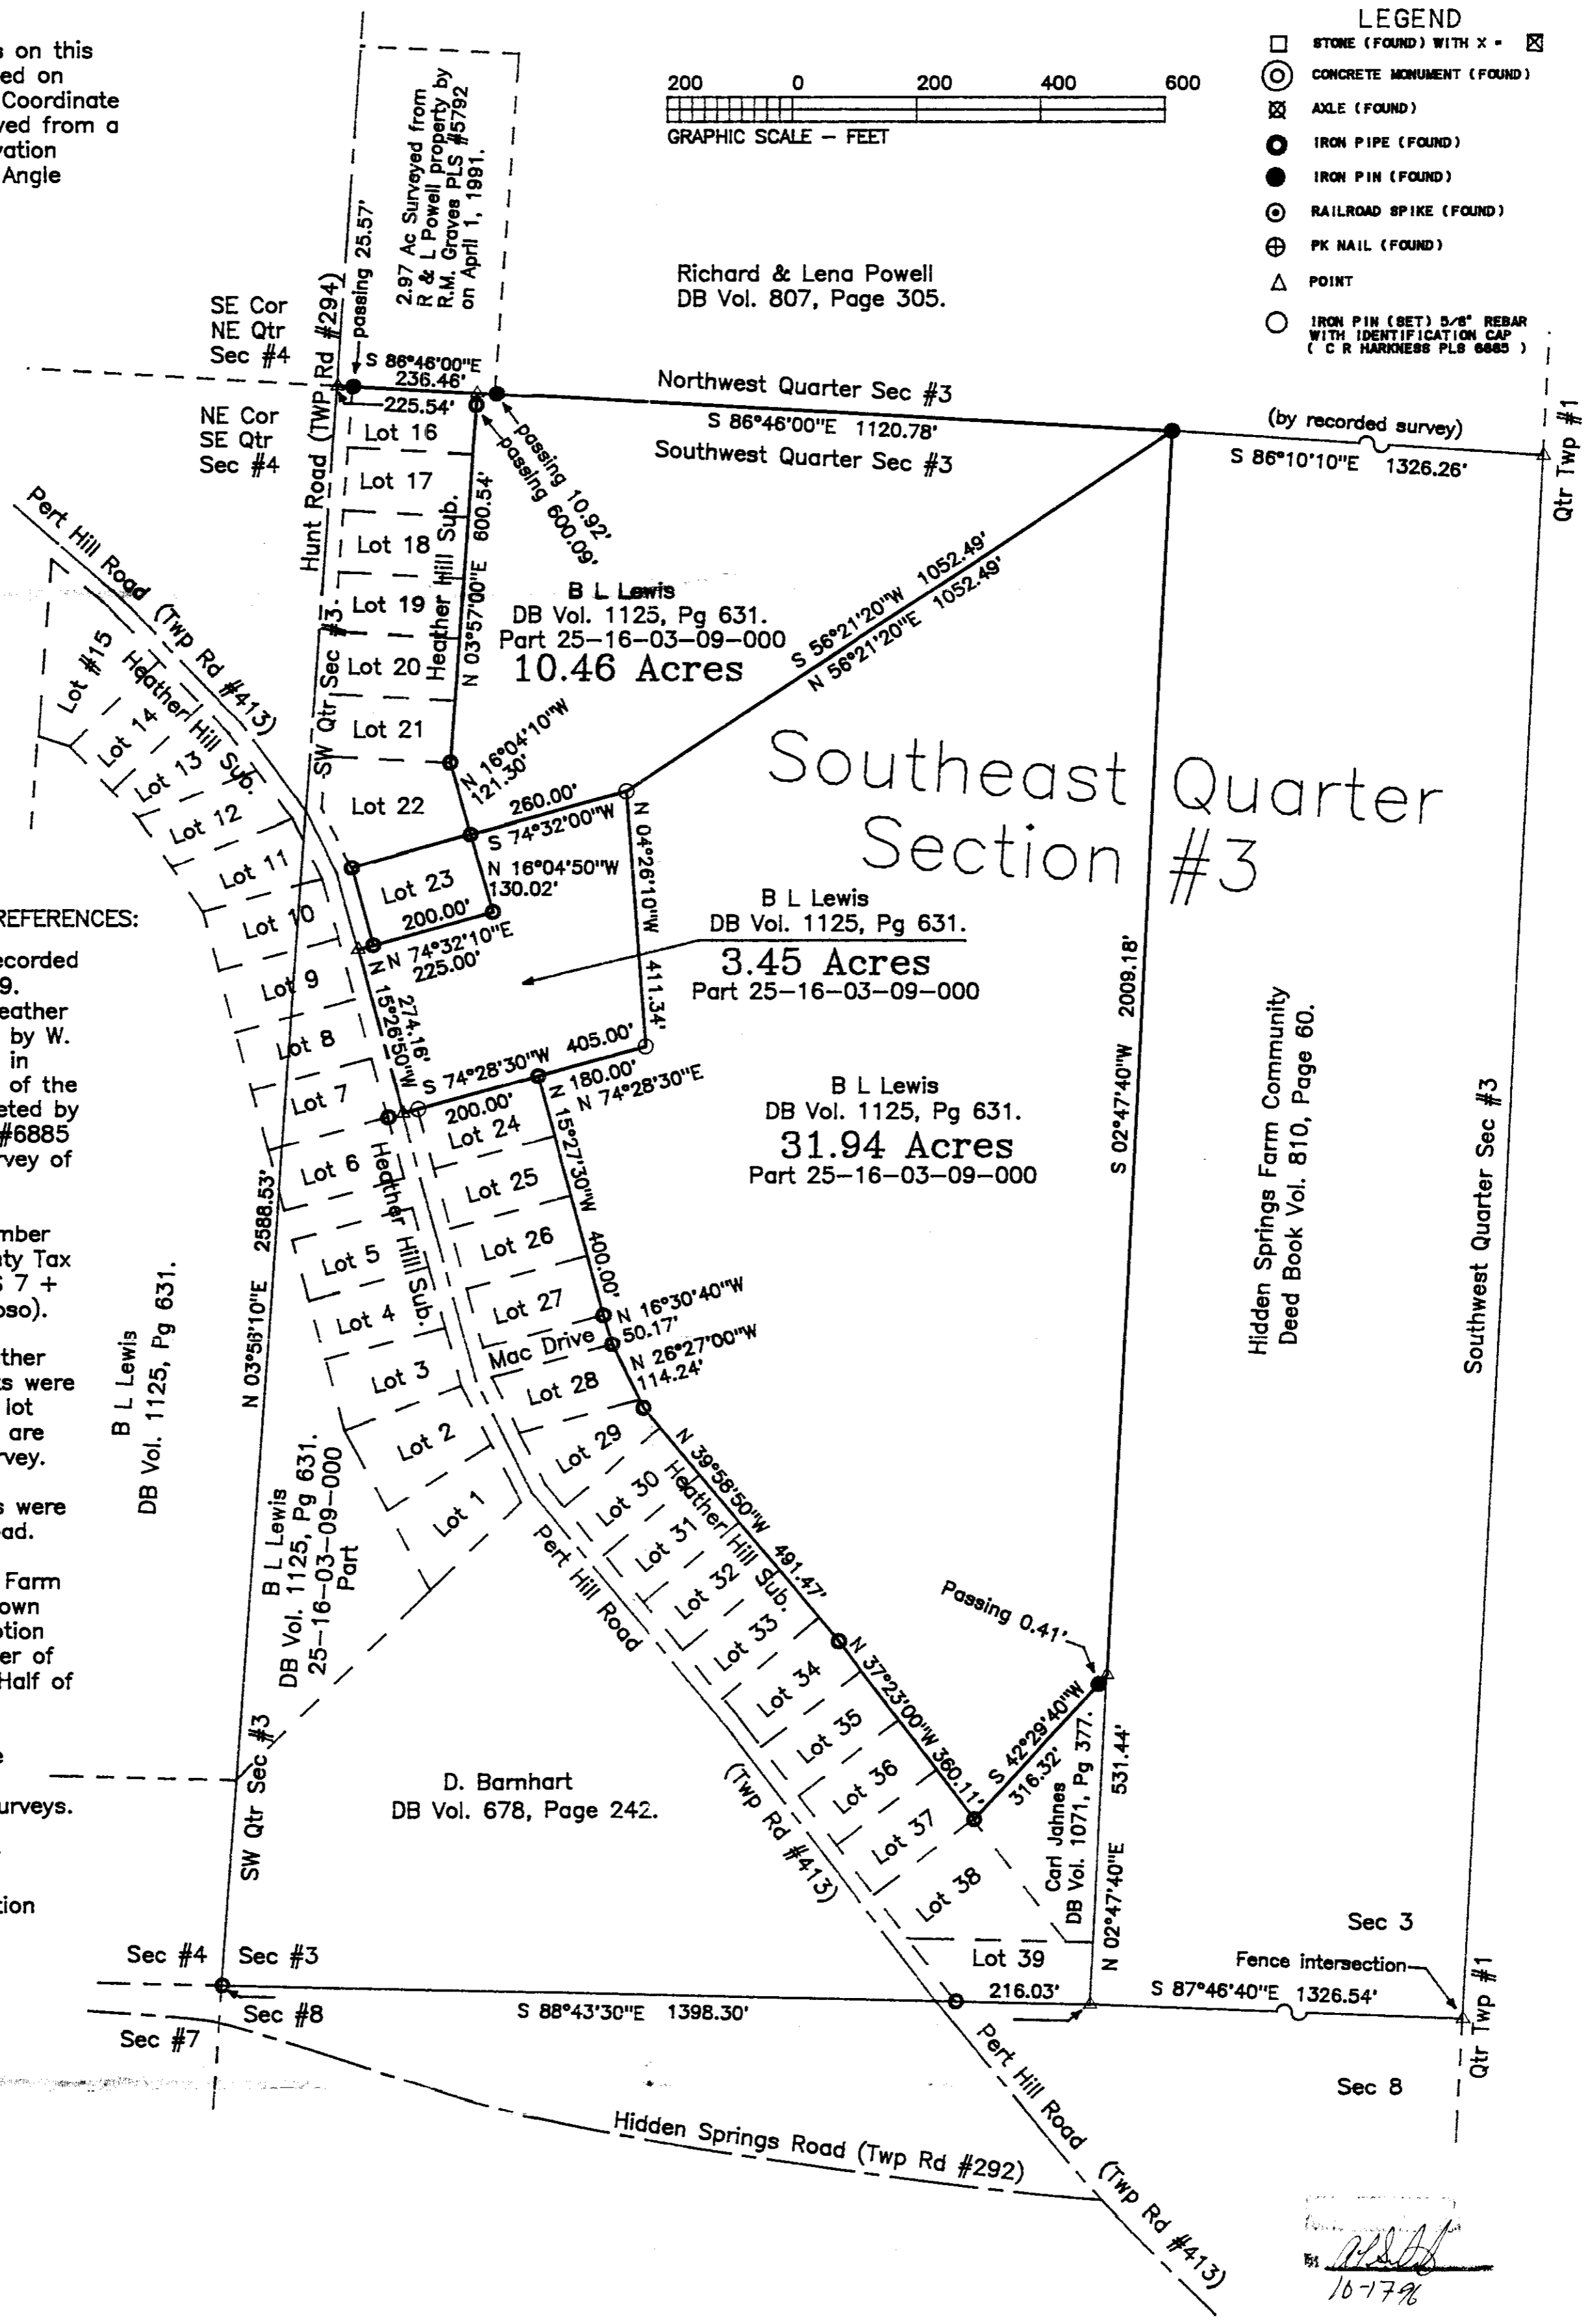 LEGEND
STONE (FOUND) WITH X =
CONCRETE MONUMENT (FOUND)
AXLE (FOUND)
IRON PIPE (FOUND)
IRON PIN (FOUND)
RAILROAD SPIKE (FOUND)
PK NAIL (FOUND)
POINT
IRON PIN (SET) 5/8" REBAR
WITH IDENTIFICATION CAP
( C R HARKNESS PLS 6885 )
s on this
ed on
Coordinate
ved from a
vation
Angle
200 0 200 400 600
GRAPHIC SCALE - FEET
2.97 Ac Surveyed from
R & L Powell property by
R.M. Graves PLS #5792
on April 1, 1991.
passing 25.57'
Richard & Lena Powell
DB Vol. 807, Page 305.
SE Cor
NE Qtr
Sec #4
NE Cor
SE Qtr
Sec #4
Hunt Road (TWP Rd #294)
S 86°46'00"E
236.46'
225.54'
Northwest Quarter Sec #3
S 86°46'00"E 1120.78'
Southwest Quarter Sec #3
(by recorded survey)
S 86°10'10"E 1326.26'
Qtr Twp #1
passing 10.92'
passing 600.09'
Lot 16
Lot 17
Lot 18
Lot 19
Lot 20
Lot 21
Lot 22
Heather Hill Sub.
N 03°57'00"E 600.54'
SW Qtr Sec #3
Pert Hill Road (Twp Rd #413)
B L Lewis
DB Vol. 1125, Pg 631.
Part 25-16-03-09-000
10.46 Acres
S 56°21'20"W 1052.49'
N 56°21'20"E 1052.49'
Lot #15
Lot 14
Lot 13
Heather Hill Sub.
Lot 12
Lot 11
Lot 10
Lot 9
Lot 8
Lot 7
Lot 6
Lot 5
Lot 4
Lot 3
Lot 2
Lot 1
N 16°04'10"W
121.30'
260.00'
S 74°32'00"W
N 16°04'50"W
130.02'
Lot 23
200.00'
N 74°32'10"E
225.00'
N 04°26'10"W 411.34'
Southeast Quarter
Section #3
B L Lewis
DB Vol. 1125, Pg 631.
3.45 Acres
Part 25-16-03-09-000
N 15°26'50"W
274.16'
S 74°28'30"W 405.00'
200.00'
180.00'
N 74°28'30"E
B L Lewis
DB Vol. 1125, Pg 631.
31.94 Acres
Part 25-16-03-09-000
S 02°47'40"W 2009.18'
Hidden Springs Farm Community
Deed Book Vol. 810, Page 60.
Southwest Quarter Sec #3
REFERENCES:
ecorded
9.
eather
by W.
in
of the
eted by
#6885
rvey of
mber
nty Tax
S 7 +
oso).
ther
ts were
lot
are
rvey.
s were
ad.
Farm
own
otion
er of
Half of
e
urveys.
tion
Heather Hill Sub.
Lot 24
Lot 25
Lot 26
Lot 27
N 15°27'30"W 400.00'
Mac Drive
N 16°30'40"W
50.17'
N 26°27'00"W
114.24'
Lot 28
Lot 29
Lot 30
Lot 31
Lot 32
Lot 33
Lot 34
Lot 35
Lot 36
Lot 37
Lot 38
Lot 39
N 39°58'50"W 491.47'
Heather Hill Sub.
N 37°23'00"W 360.11'
Passing 0.41'
S 42°29'40"W
316.32'
Carl Jahnes
DB Vol. 1071, Pg 377.
N 02°47'40"E 531.44'
N 03°56'10"E 2588.53'
B L Lewis
DB Vol. 1125, Pg 631.
B L Lewis
DB Vol. 1125, Pg 631.
25-16-03-09-000
Part
SW Qtr Sec #3
D. Barnhart
DB Vol. 678, Page 242.
Pert Hill Road
(Twp Rd #413)
Sec #4
Sec #3
Sec #8
Sec #7
S 88°43'30"E 1398.30'
216.03'
S 87°46'40"E 1326.54'
Sec 3
Fence intersection
Qtr Twp #1
Sec 8
Pert Hill Road (Twp Rd #413)
Hidden Springs Road (Twp Rd #292)
10-17-96